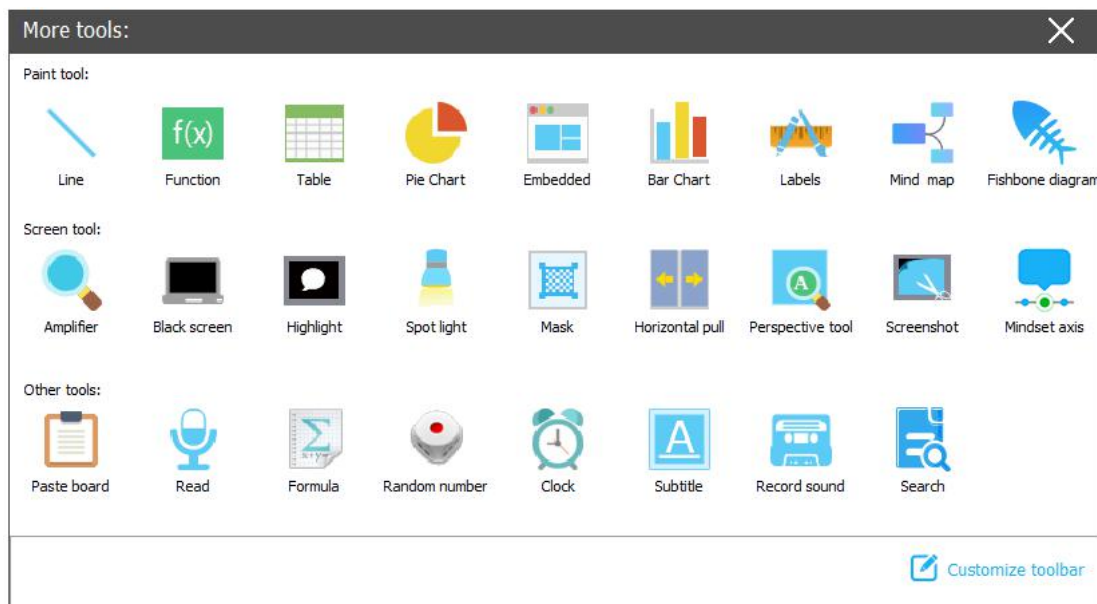 More tools:
Paint tool:
f(x)
Line Function Table Pie Chart Embedded Bar Chart Labels Mind map Fishbone diagram
Screen tool:
A
Amplifier Black screen Highlight Spot light Mask Horizontal pull Perspective tool Screenshot Mindset axis
Other tools:
Σ A
x+y=
Paste board Read Formula Random number Clock Subtitle Record sound Search
Customize toolbar